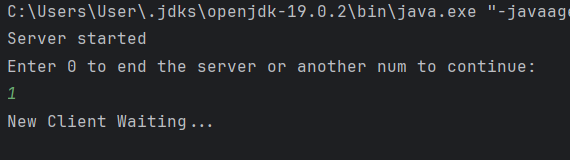 C:\Users\User\.jdks\openjdk-19.0.2\bin\java.exe "-javaage
Server started
Enter 0 to end the server or another num to continue:
1
New Client Waiting...